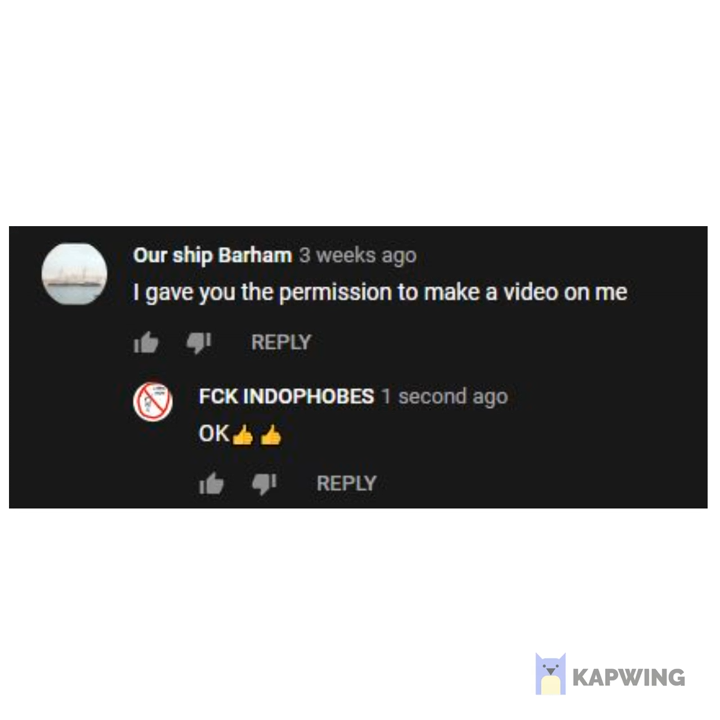 Our ship Barham 3 weeks ago
I gave you the permission to make a video on me
REPLY
FCK INDOPHOBES 1 second ago
OK👍👍
REPLY
KAPWING